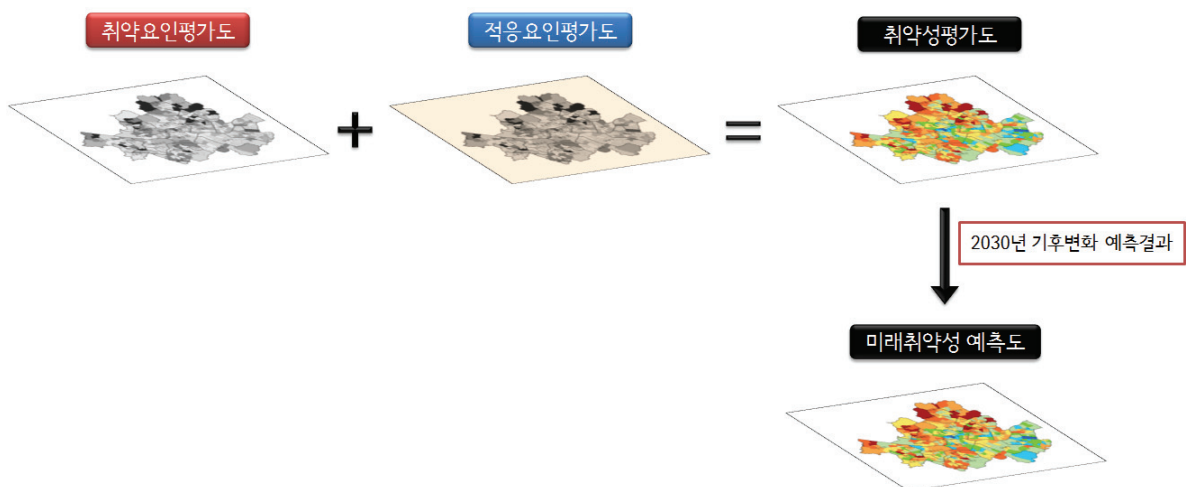 취약요인평가도
적응요인평가도
취약성평가도
+
=
2030년 기후변화 예측결과
미래취약성 예측도